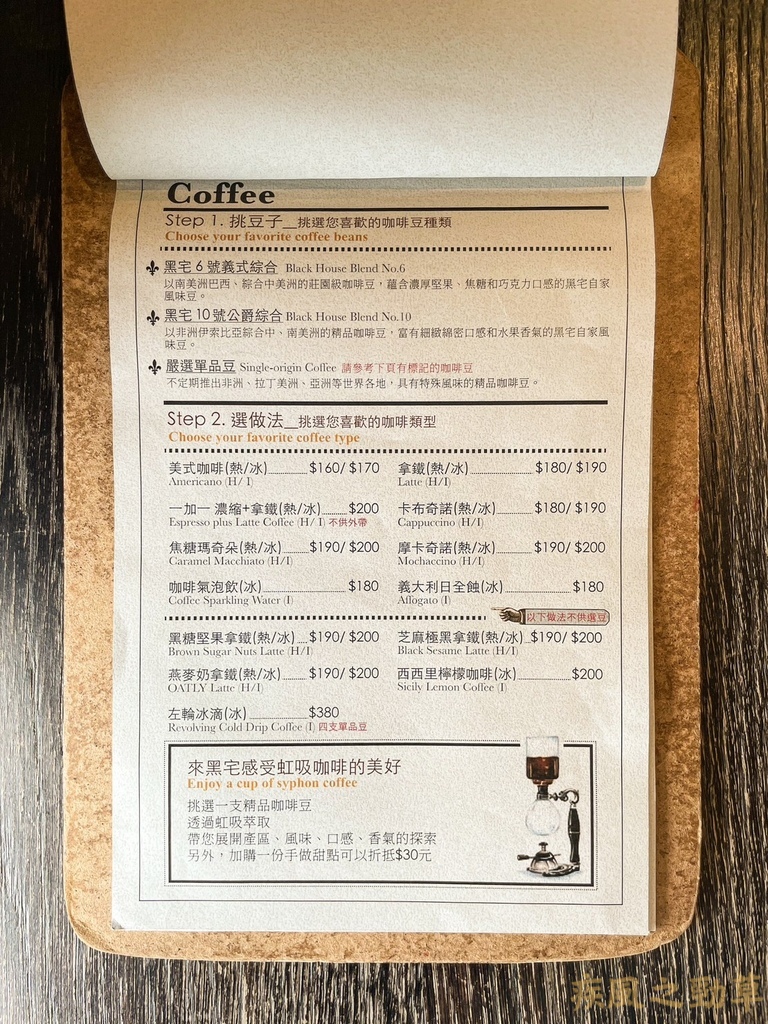 Coffee
Step 1. 挑豆子__挑選您喜歡的咖啡豆種類
Choose your favorite coffee beans
黑宅 6 號義式綜合 Black House Blend No.6
以南美洲巴西、綜合中美洲的莊園級咖啡豆，蘊含濃厚堅果、焦糖和巧克力口感的黑宅自家
風味豆。
黑宅 10 號公爵綜合 Black House Blend No.10
以非洲伊索比亞綜合中、南美洲的精品咖啡豆，富有細緻綿密口感和水果香氣的黑宅自家風
味豆。
嚴選單品豆 Single-origin Coffee 請參考下頁有標記的咖啡豆
不定期推出非洲、拉丁美洲、亞洲等世界各地，具有特殊風味的精品咖啡豆。
Step 2. 選做法__挑選您喜歡的咖啡類型
Choose your favorite coffee type
美式咖啡(熱/冰) $160/ $170 拿鐵(熱/冰) $180/ $190
Americano (H/ I) Latte (H/I)
一加一 濃縮+拿鐵(熱/冰) $200 卡布奇諾(熱/冰) $180/ $190
Espresso plus Latte Coffee (H/ I) 不供外帶 Cappuccino (H/I)
焦糖瑪奇朵(熱/冰) $190/ $200 摩卡奇諾(熱/冰) $190/ $200
Caramel Macchiato (H/I) Mochaccino (H/I)
咖啡氣泡飲(冰) $180 義大利日全蝕(冰) $180
Coffee Sparkling Water (I) Affogato (I)
以下做法不供選豆
黑糖堅果拿鐵(熱/冰) $190/ $200 芝麻極黑拿鐵(熱/冰) $190/ $200
Brown Sugar Nuts Latte (H/I) Black Sesame Latte (H/I)
燕麥奶拿鐵(熱/冰) $190/ $200 西西里檸檬咖啡(冰) $200
OATLY Latte (H/I) Sicily Lemon Coffee (I)
左輪冰滴(冰) $380
Revolving Cold Drip Coffee (I) 四支單品豆
來黑宅感受虹吸咖啡的美好
Enjoy a cup of syphon coffee
挑選一支精品咖啡豆
透過虹吸萃取
帶您展開產區、風味、口感、香氣的探索
另外，加購一份手做甜點可以折抵$30元
疾風之勁草